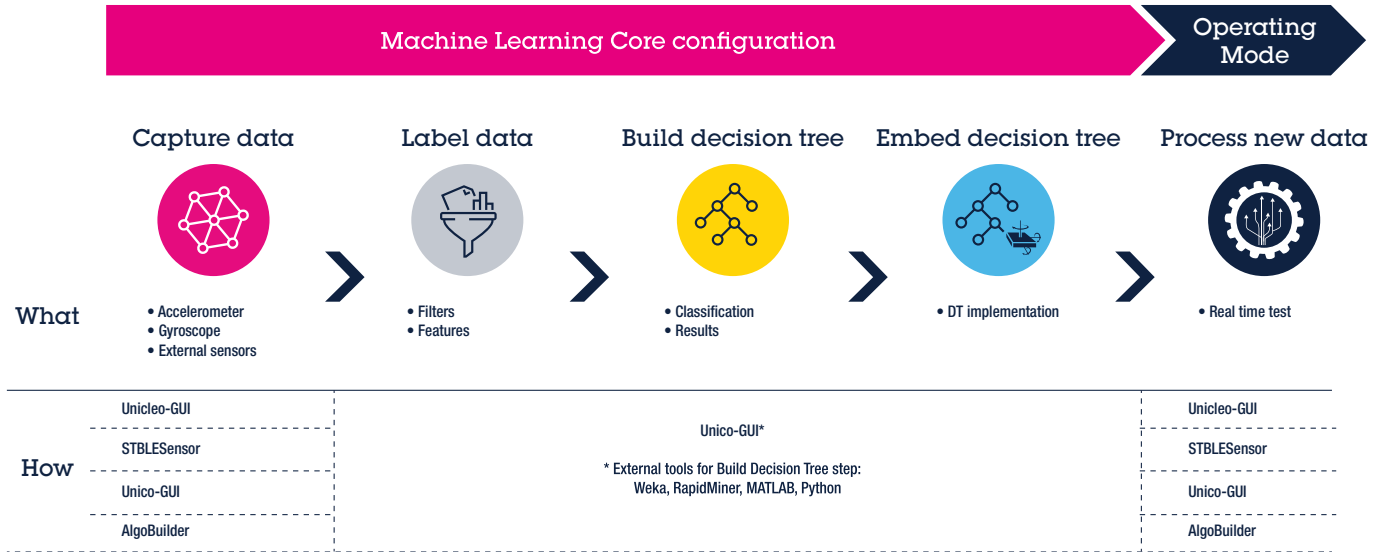 Machine Learning Core configuration
Operating
Mode
Capture data
Label data
Build decision tree
Embed decision tree
Process new data
What
• Accelerometer
• Gyroscope
• External sensors
• Filters
• Features
• Classification
• Results
• DT implementation
• Real time test
How
Unicleo-GUI
STBLESensor
Unico-GUI
AlgoBuilder
Unico-GUI*
* External tools for Build Decision Tree step:
Weka, RapidMiner, MATLAB, Python
Unicleo-GUI
STBLESensor
Unico-GUI
AlgoBuilder